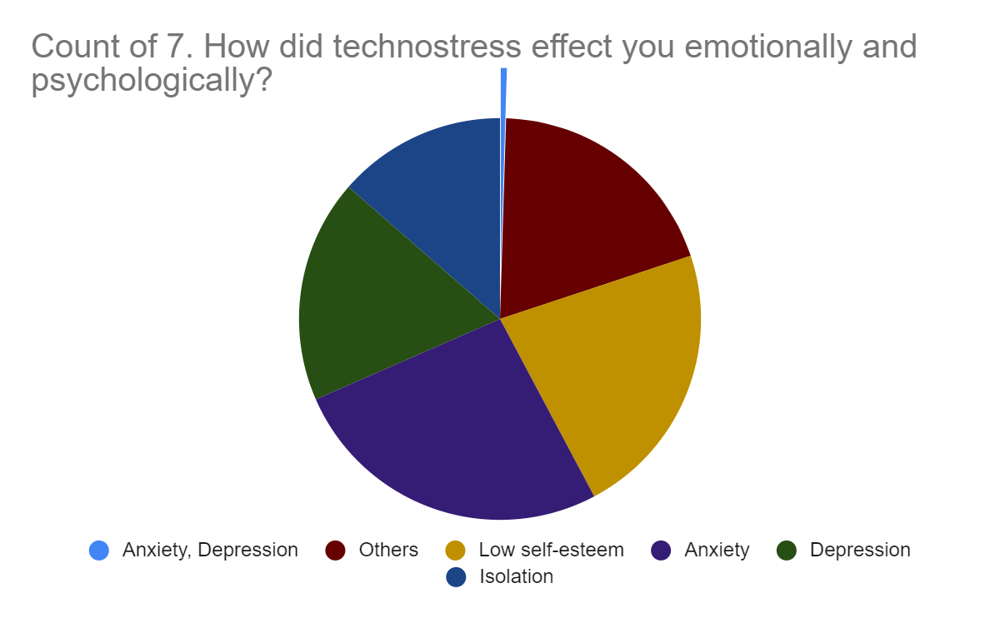 Count of 7. How did technostress effect you emotionally and
psychologically?
Anxiety, Depression Others Low self-esteem Anxiety Depression
Isolation